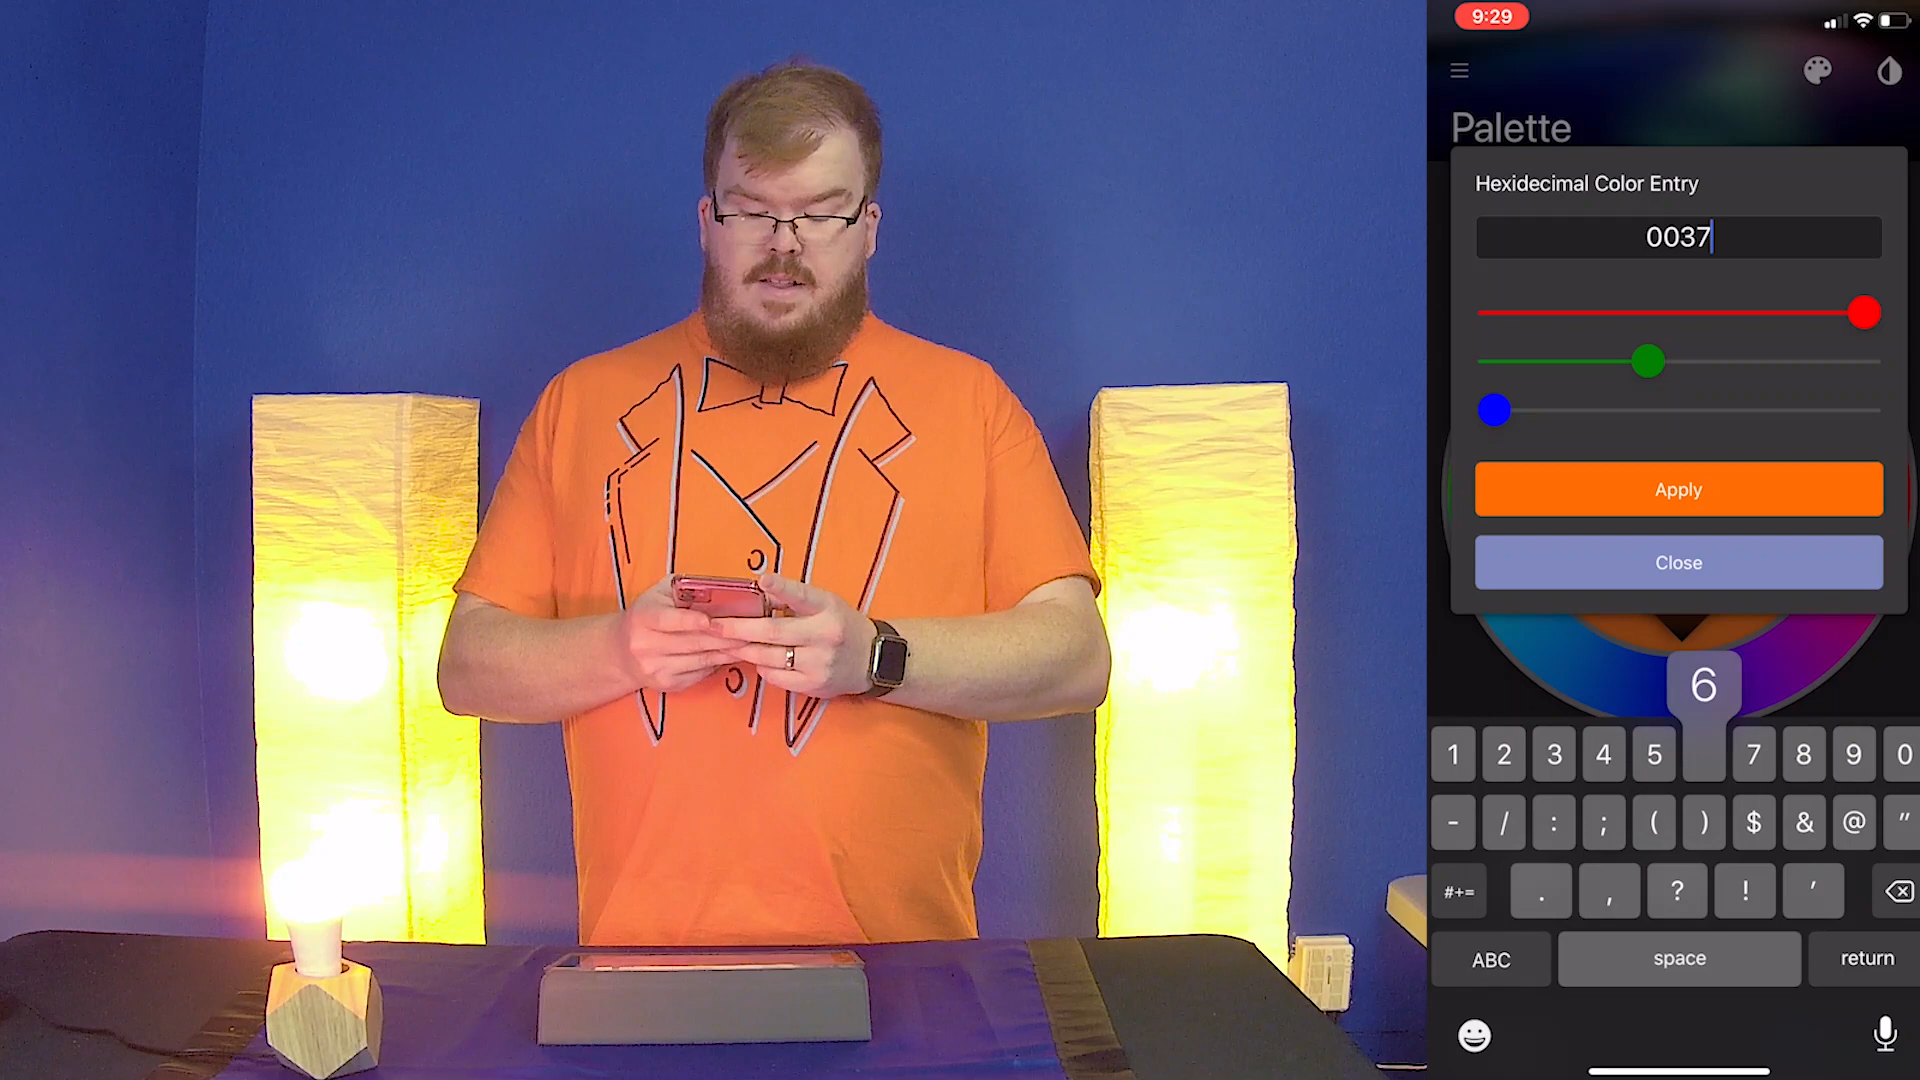 9:29
Palette
Hexidecimal Color Entry
0037
Apply
Close
6
1 2 3 4 5 7 8 9 0
- / : ; ( ) $ & @ "
#+= . , ? ! '
ABC space return